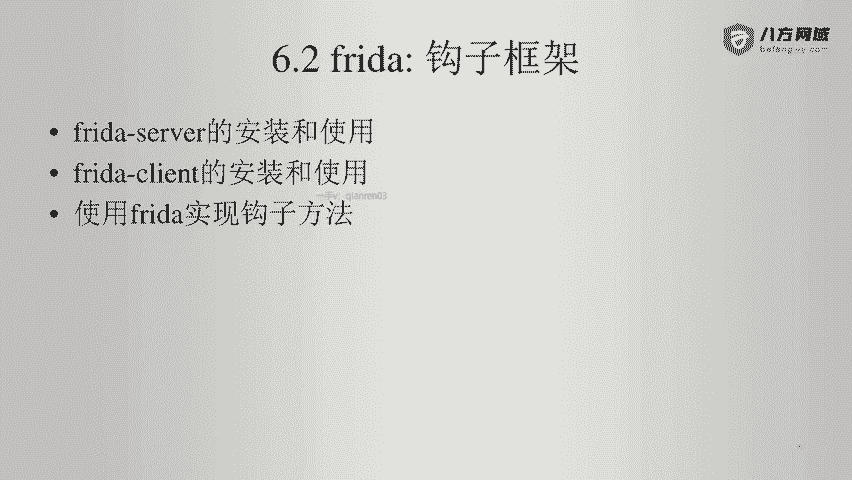 八方网域
bafangwy.com
6.2 frida: 钩子框架
• frida-server的安装和使用
• frida-client的安装和使用
• 使用frida实现钩子方法